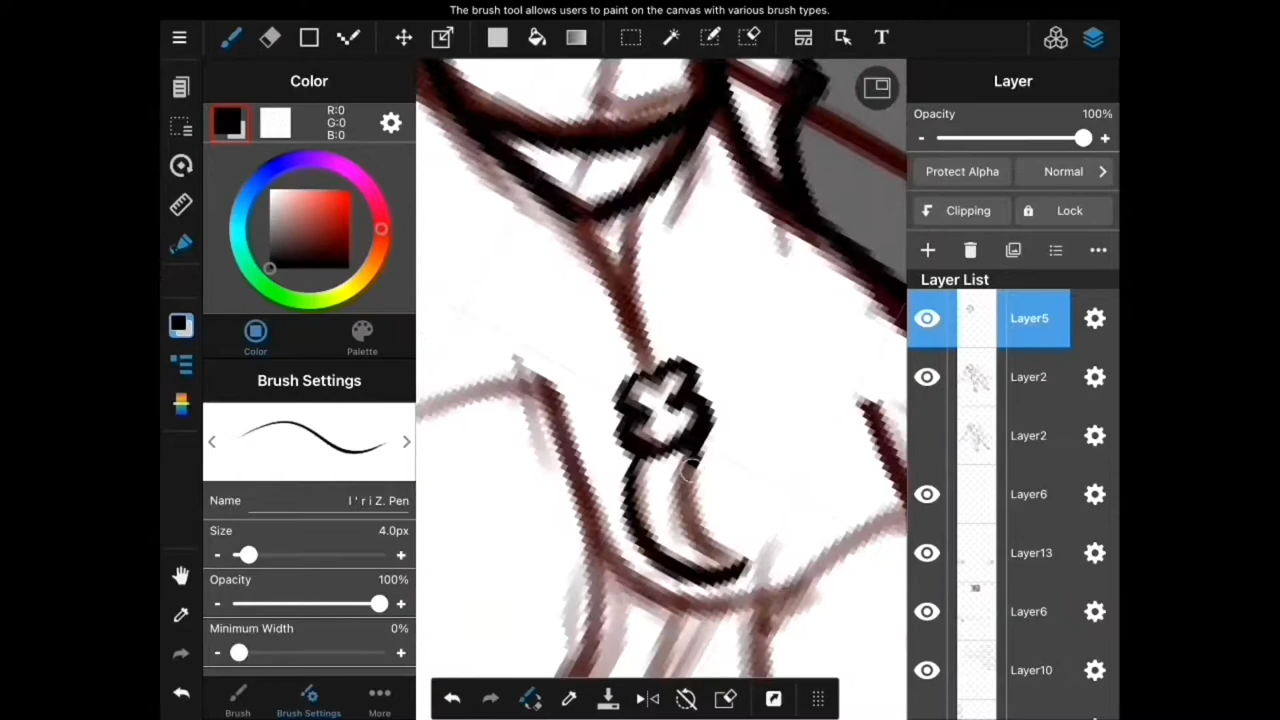 The brush tool allows users to paint on the canvas with various brush types.
T
Color
R:0
G:0
B:0
Color
Palette
Brush Settings
Name
I ' r i Z. Pen
Size
4.0px
Opacity
100%
Minimum Width
0%
Brush
Brush Settings
More
Layer
Opacity
100%
Protect Alpha
Normal
Clipping
Lock
Layer List
Layer5
Layer2
Layer2
Layer6
Layer13
Layer6
Layer10